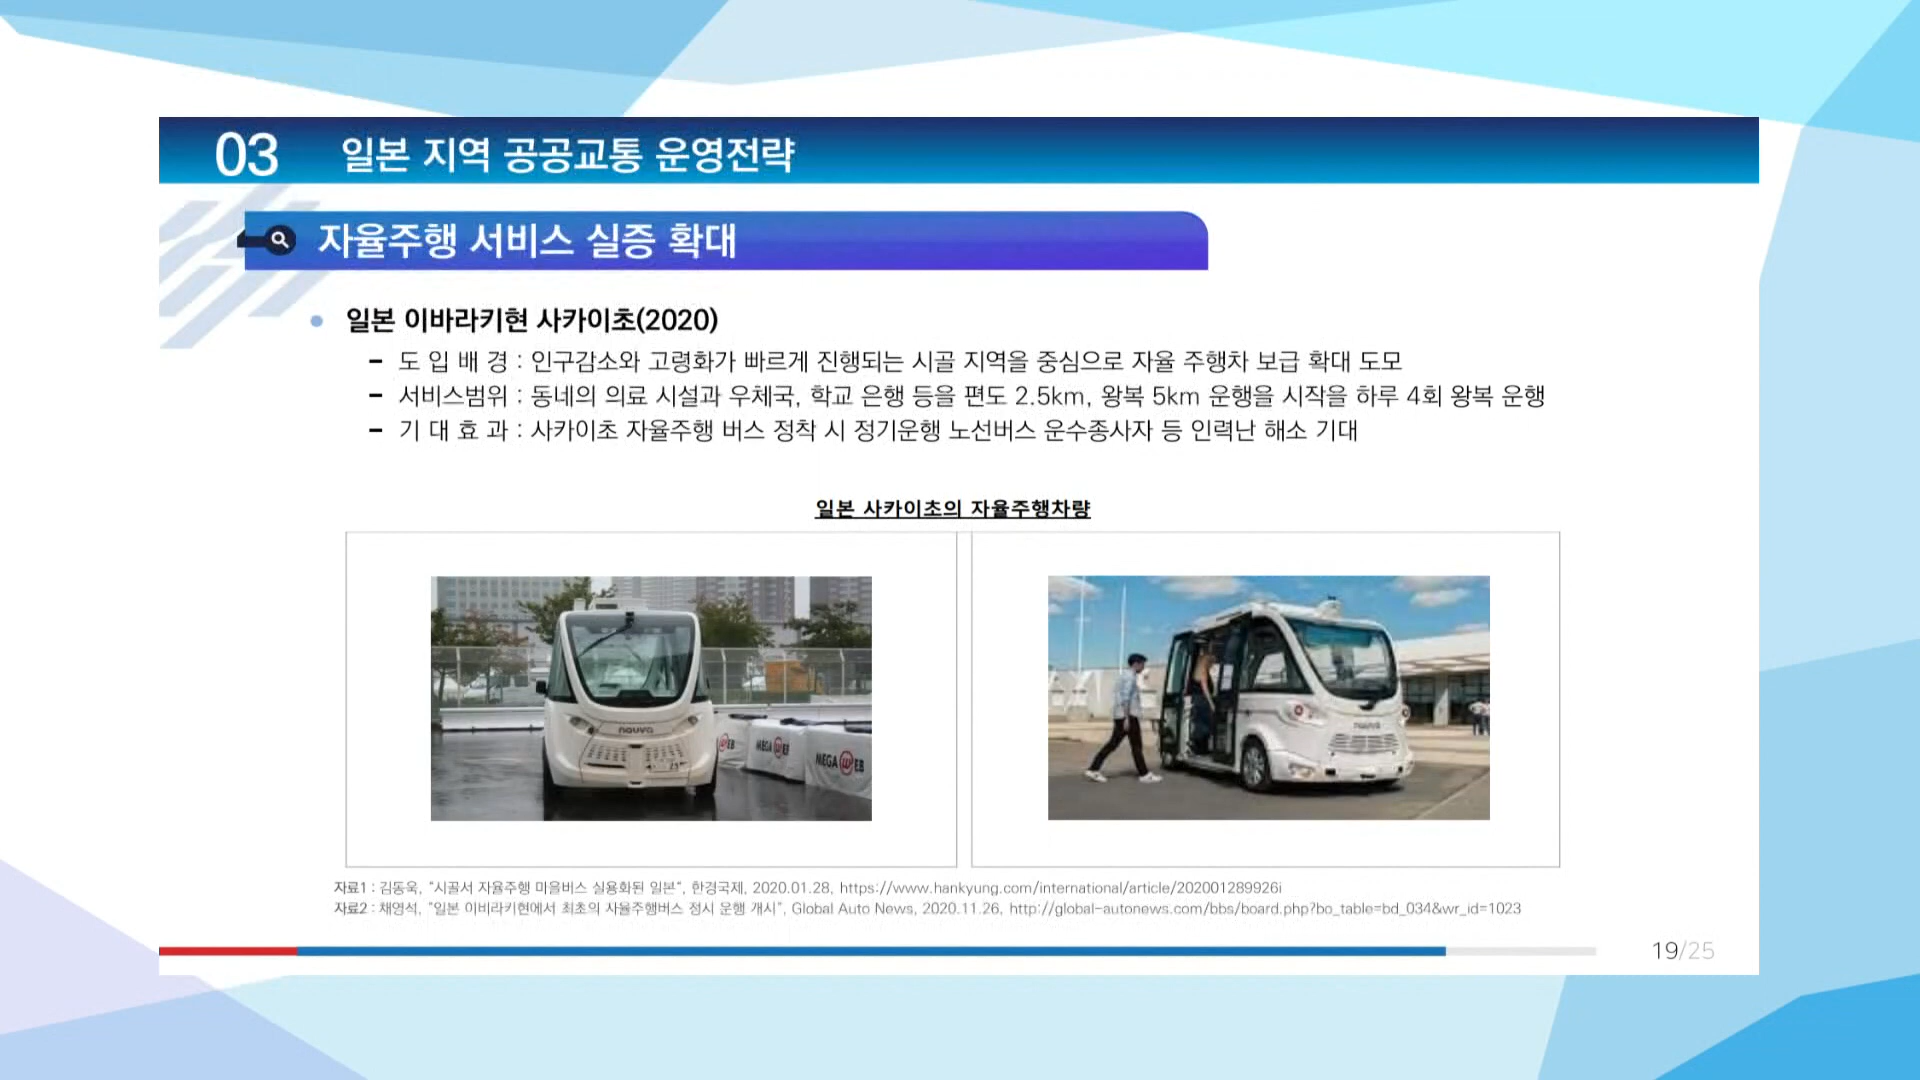 03 일본 지역 공공교통 운영전략
자율주행 서비스 실증 확대
• 일본 이바라키현 사카이초(2020)
– 도 입 배 경 : 인구감소와 고령화가 빠르게 진행되는 시골 지역을 중심으로 자율 주행차 보급 확대 도모
– 서비스범위 : 동네의 의료 시설과 우체국, 학교 은행 등을 편도 2.5km, 왕복 5km 운행을 시작을 하루 4회 왕복 운행
– 기 대 효 과 : 사카이초 자율주행 버스 정착 시 정기운행 노선버스 운수종사자 등 인력난 해소 기대
일본 사카이초의 자율주행차량
navya
WEB
MEGA WEB
MEGA WEB
navya
자료1 : 김동욱, "시골서 자율주행 마을버스 실용화된 일본", 한경국제, 2020.01.28, https://www.hankyung.com/international/article/202001289926i
자료2 : 채영석, "일본 이바라키현에서 최초의 자율주행버스 정시 운행 개시", Global Auto News, 2020.11.26, http://global-autonews.com/bbs/board.php?bo_table=bd_034&wr_id=1023
19/25